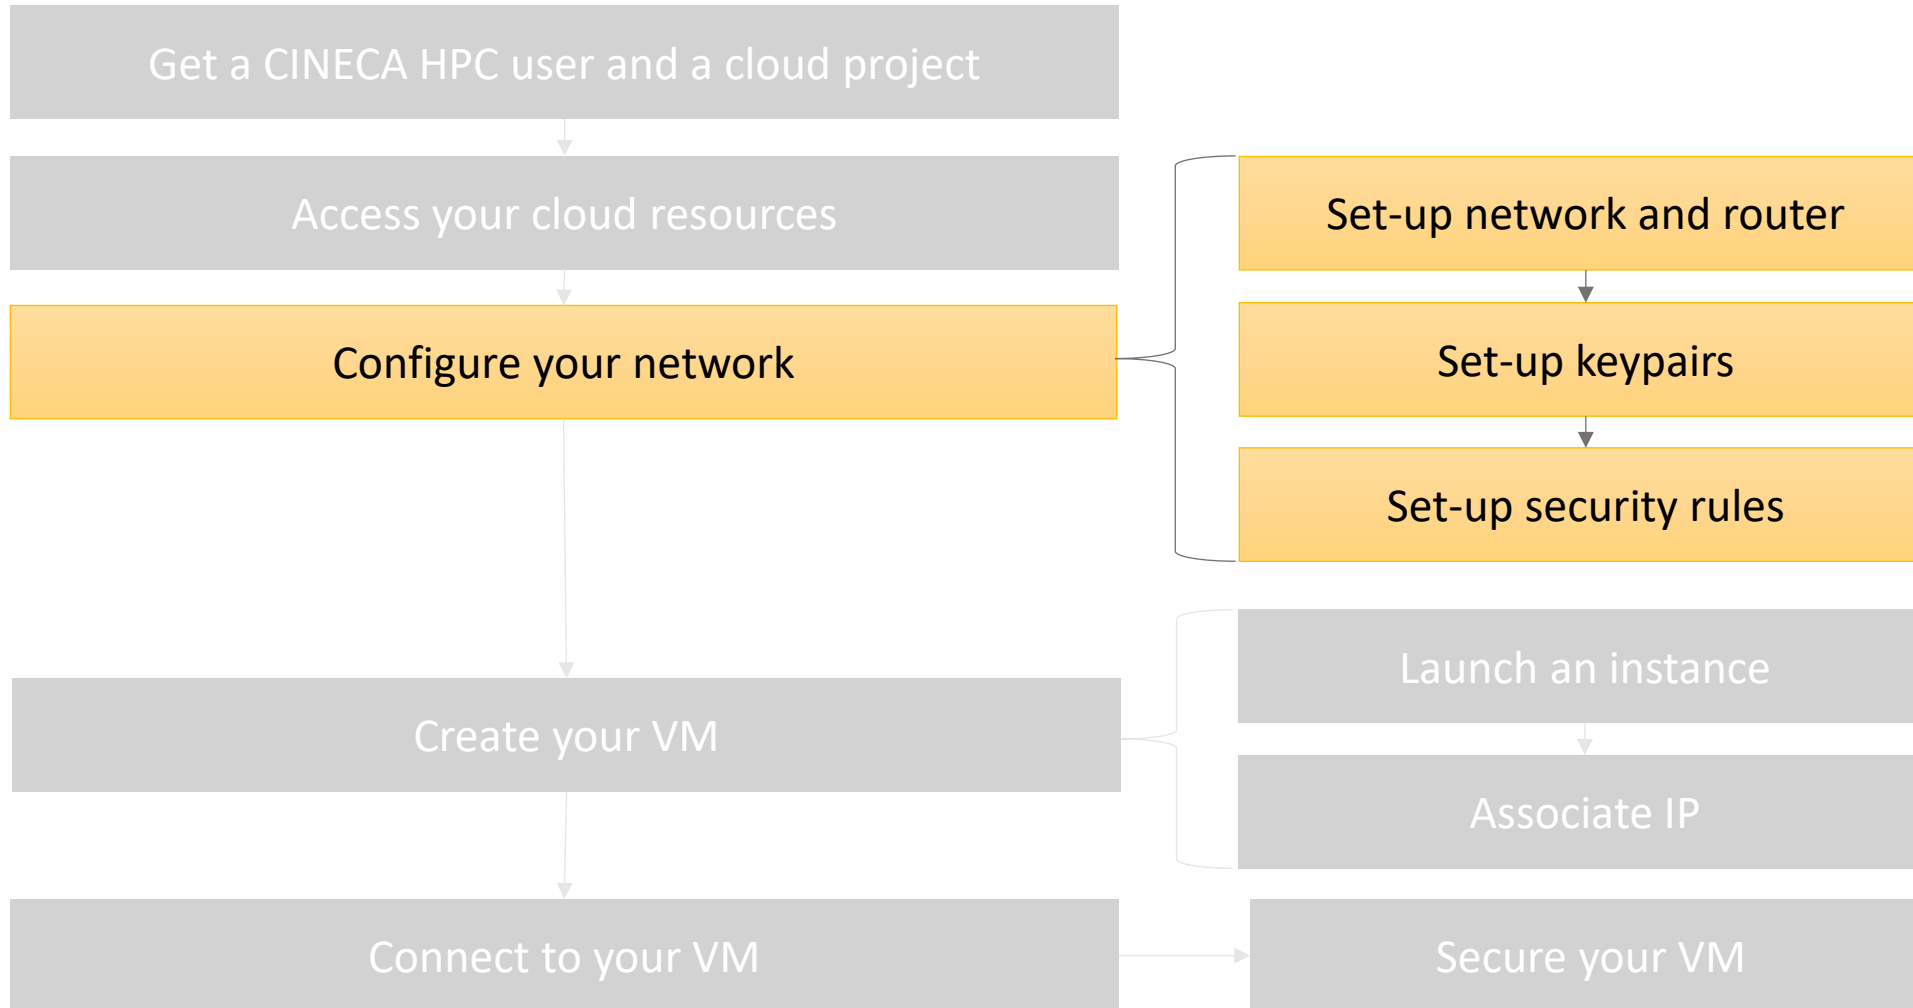 Get a CINECA HPC user and a cloud project
Access your cloud resources
Configure your network
Set-up network and router
Set-up keypairs
Set-up security rules
Create your VM
Launch an instance
Associate IP
Connect to your VM
Secure your VM